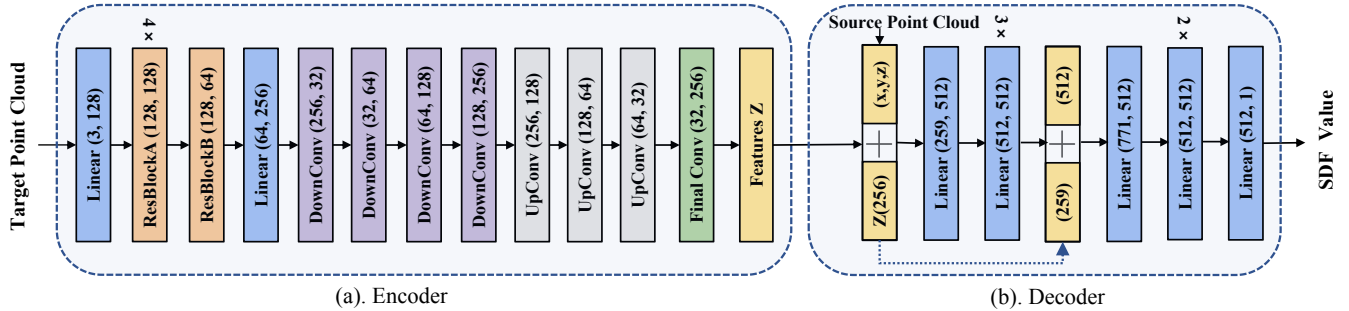 Target Point Cloud
Linear (3, 128)
4 ×
ResBlockA (128, 128)
ResBlockB (128, 64)
Linear (64, 256)
DownConv (256, 32)
DownConv (32, 64)
DownConv (64, 128)
DownConv (128, 256)
UpConv (256, 128)
UpConv (128, 64)
UpConv (64, 32)
Final Conv (32, 256)
Features Z
(a). Encoder
Source Point Cloud
(x,y,z)
Z(256)
Linear (259, 512)
3 ×
Linear (512, 512)
(512)
(259)
Linear (771, 512)
2 ×
Linear (512, 512)
Linear (512, 1)
SDF Value
(b). Decoder